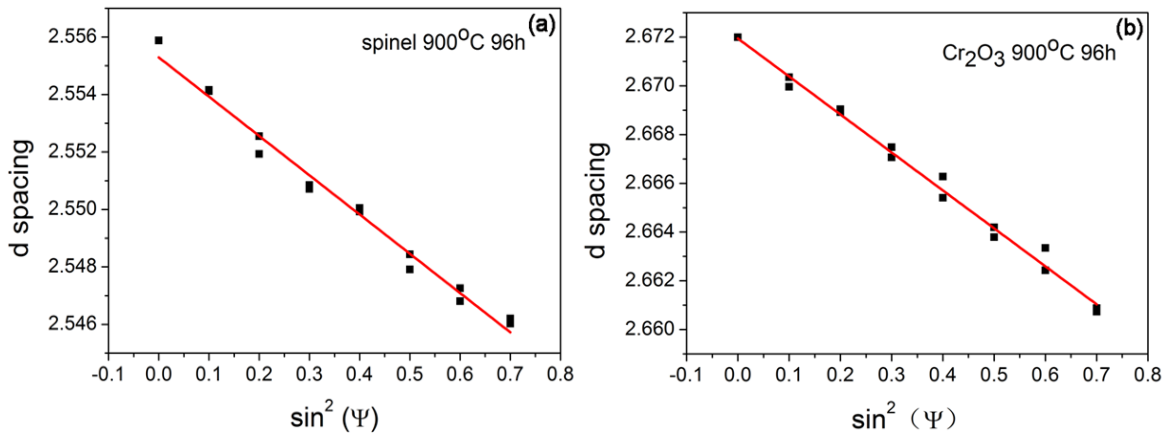 (a)
spinel 900°C 96h
2.556
2.554
2.552
2.550
2.548
2.546
d spacing
-0.1 0.0 0.1 0.2 0.3 0.4 0.5 0.6 0.7 0.8
sin² (Ψ)
(b)
Cr₂O₃ 900°C 96h
2.672
2.670
2.668
2.666
2.664
2.662
2.660
d spacing
-0.1 0.0 0.1 0.2 0.3 0.4 0.5 0.6 0.7 0.8
sin² （Ψ）